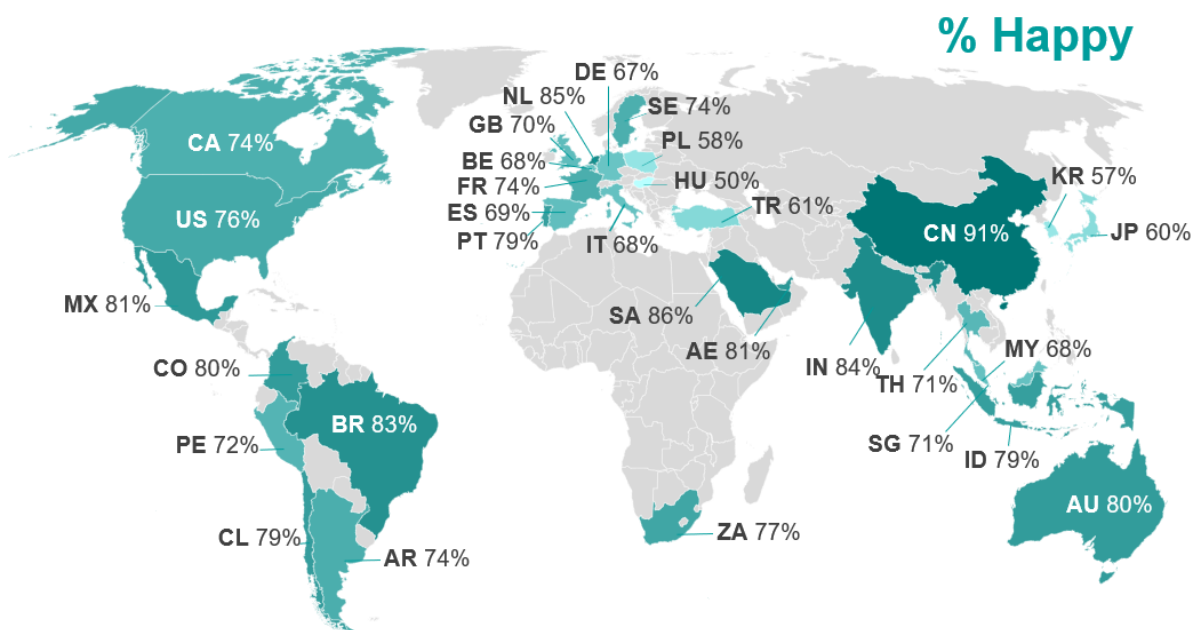 % Happy
DE 67%
NL 85%
SE 74%
GB 70%
PL 58%
CA 74%
BE 68%
FR 74%
HU 50%
KR 57%
US 76%
ES 69%
TR 61%
CN 91%
JP 60%
PT 79%
IT 68%
MX 81%
SA 86%
AE 81%
MY 68%
CO 80%
IN 84%
TH 71%
BR 83%
PE 72%
SG 71%
ID 79%
AU 80%
CL 79%
ZA 77%
AR 74%